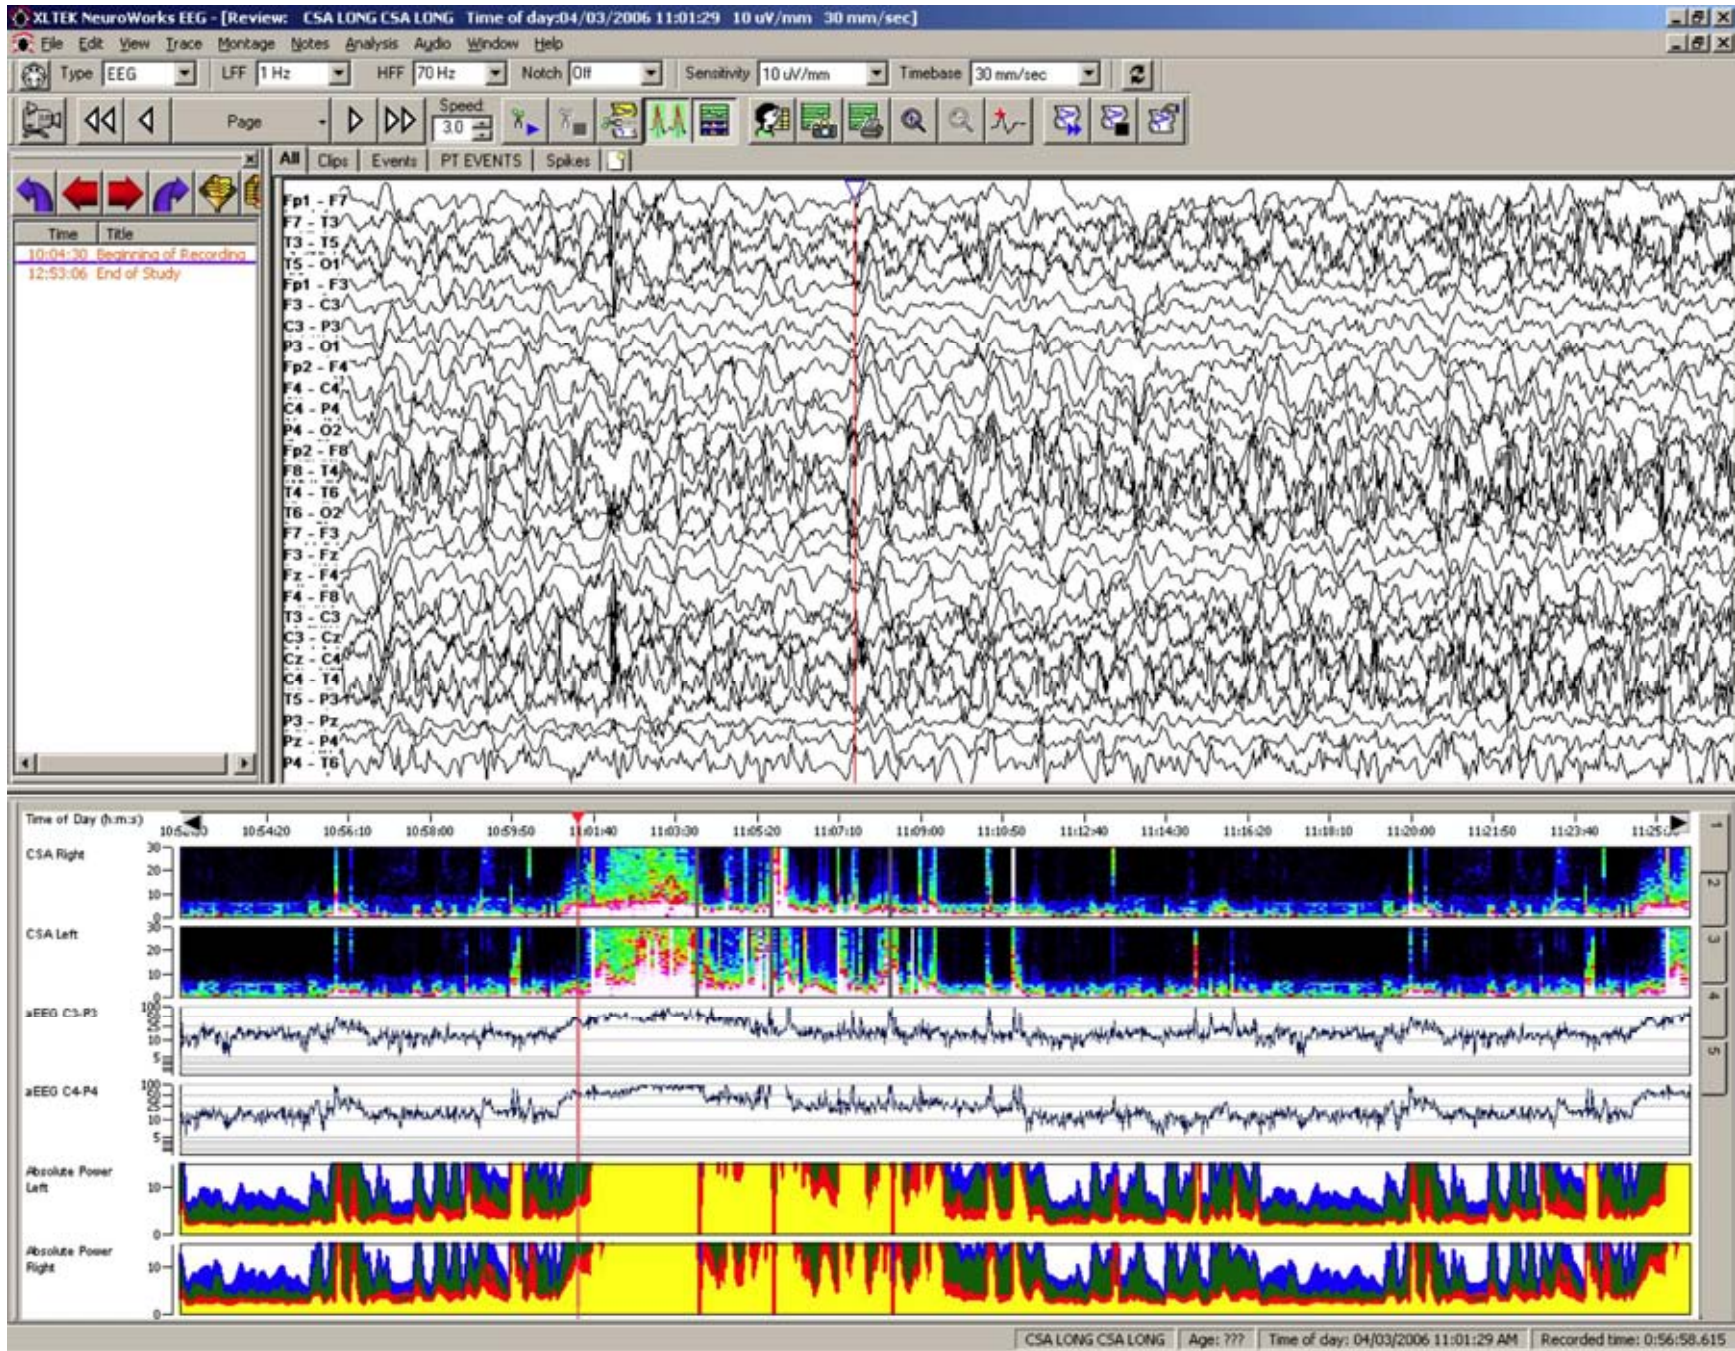 XLTEK NeuroWorks EEG - [Review: CSA LONG CSA LONG Time of day:04/03/2006 11:01:29 10 uV/mm 30 mm/sec]
File Edit View Trace Montage Notes Analysis Audio Window Help
Type EEG LFF 1 Hz HFF 70 Hz Notch Off Sensitivity 10 uV/mm Timebase 30 mm/sec
Page Speed: 3.0
All Clips Events PT EVENTS Spikes
Time Title
10:04:30 Beginning of Recording
12:53:06 End of Study
Fp1 - F7
F7 - T3
T3 - T5
T5 - O1
Fp1 - F3
F3 - C3
C3 - P3
P3 - O1
Fp2 - F4
F4 - C4
C4 - P4
P4 - O2
Fp2 - F8
F8 - T4
T4 - T6
T6 - O2
F7 - F3
F3 - Fz
Fz - F4
F4 - F8
T3 - C3
C3 - Cz
Cz - C4
C4 - T4
T5 - P3
P3 - Pz
Pz - P4
P4 - T6
Time of Day (h:m:s)
10:54:20 10:56:10 10:58:00 10:59:50 11:01:40 11:03:30 11:05:20 11:07:10 11:09:00 11:10:50 11:12:40 11:14:30 11:16:20 11:18:10 11:20:00 11:21:50 11:23:40
CSA Right
30
20
10
0
CSA Left
30
20
10
0
aEEG C3-P3
100
50
25
10
5
aEEG C4-P4
100
50
25
10
5
Absolute Power
Left
10
0
Absolute Power
Right
10
0
1
2
3
4
5
CSA LONG CSA LONG Age: ??? Time of day: 04/03/2006 11:01:29 AM Recorded time: 0:56:58.615